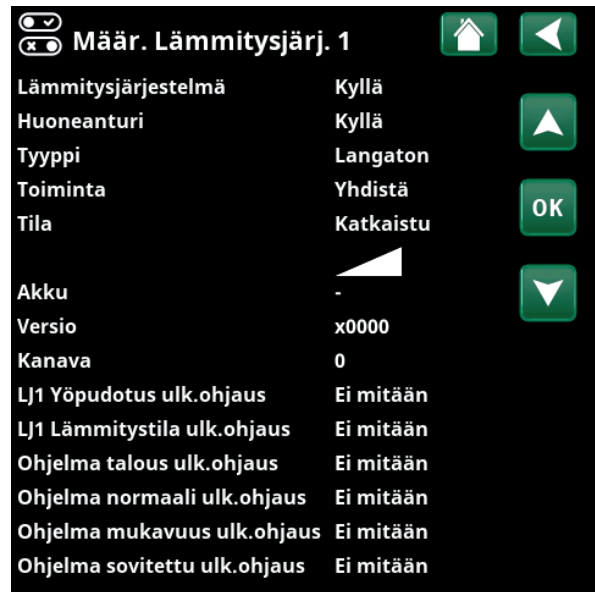 Määr. Lämmitysjärj. 1
Lämmitysjärjestelmä Kyllä
Huoneanturi Kyllä
Tyyppi Langaton
Toiminta Yhdistä
Tila Katkaistu
OK
Akku -
Versio x0000
Kanava 0
LJ1 Yöpudotus ulk.ohjaus Ei mitään
LJ1 Lämmitystila ulk.ohjaus Ei mitään
Ohjelma talous ulk.ohjaus Ei mitään
Ohjelma normaali ulk.ohjaus Ei mitään
Ohjelma mukavuus ulk.ohjaus Ei mitään
Ohjelma sovitettu ulk.ohjaus Ei mitään